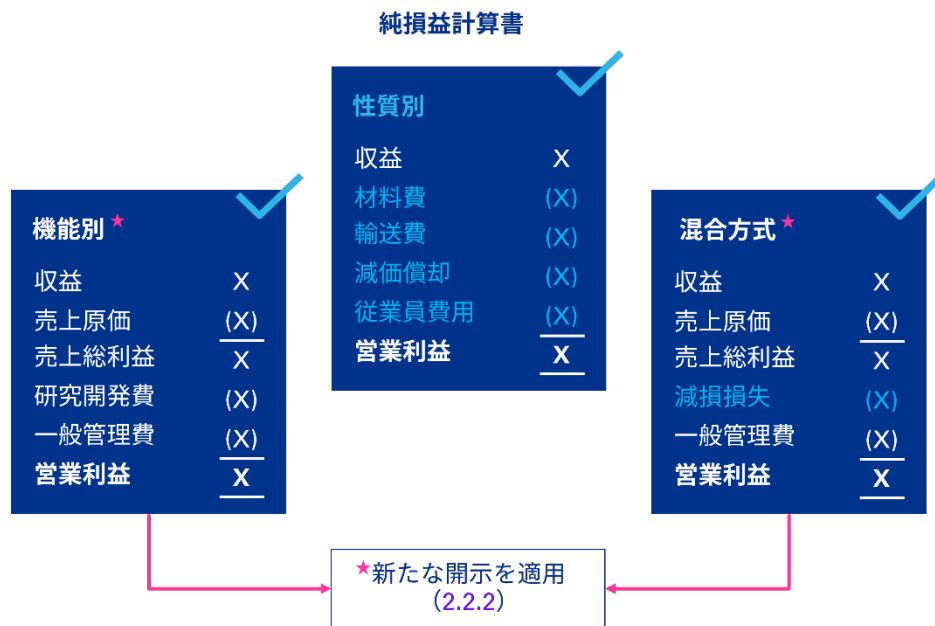 純損益計算書
機能別 ★
収益 X
売上原価 (X)
売上総利益 X
研究開発費 (X)
一般管理費 (X)
営業利益 X
性質別
収益 X
材料費 (X)
輸送費 (X)
減価償却 (X)
従業員費用 (X)
営業利益 X
混合方式 ★
収益 X
売上原価 (X)
売上総利益 X
減損損失 (X)
一般管理費 (X)
営業利益 X
★新たな開示を適用
(2.2.2)